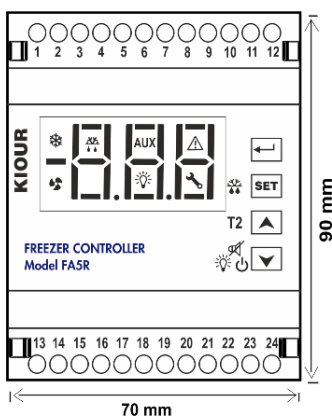 1 2 3 4 5 6 7 8 9 10 11 12
KIOUR
AUX
SET
T2
FREEZER CONTROLLER
Model FA5R
13 14 15 16 17 18 19 20 21 22 23 24
90 mm
70 mm